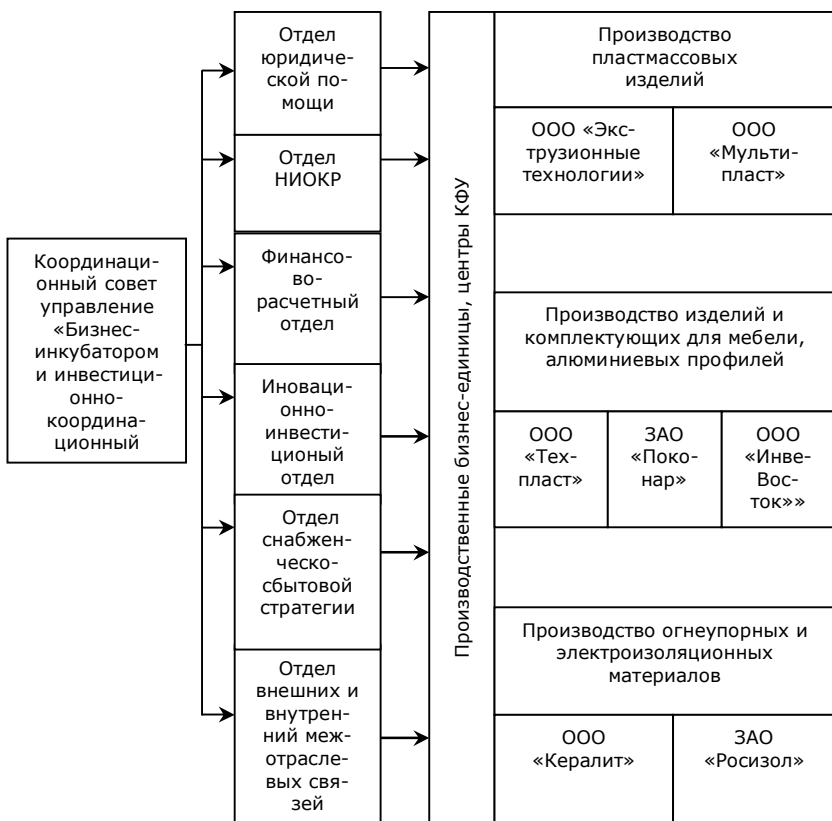 Координаци-
онный совет
управление
«Бизнес-
инкубатором
и инвестици-
онно-
координа-
ционный
Отдел
юридиче-
ской по-
мощи
Отдел
НИОКР
Финансо-
во-
расчетный
отдел
Иноваци-
онно-
инвести-
ционый
отдел
Отдел
снабжен-
ческо-
сбытовой
стратегии
Отдел
внешних и
внутрен-
ний меж-
отрасле-
вых свя-
зей
Производственные бизнес-единицы, центры КФУ
Производство
пластмассовых
изделий
ООО «Экс-
трузионные
технологии»
ООО
«Мульти-
пласт»
Производство изделий и
комплектующих для мебели,
алюминиевых профилей
ООО
«Тех-
пласт»
ЗАО
«Поко-
нар»
ООО
«Инве-
Вос-
ток»»
Производство огнеупорных и
электроизоляционных
материалов
ООО
«Кералит»
ЗАО
«Росизол»